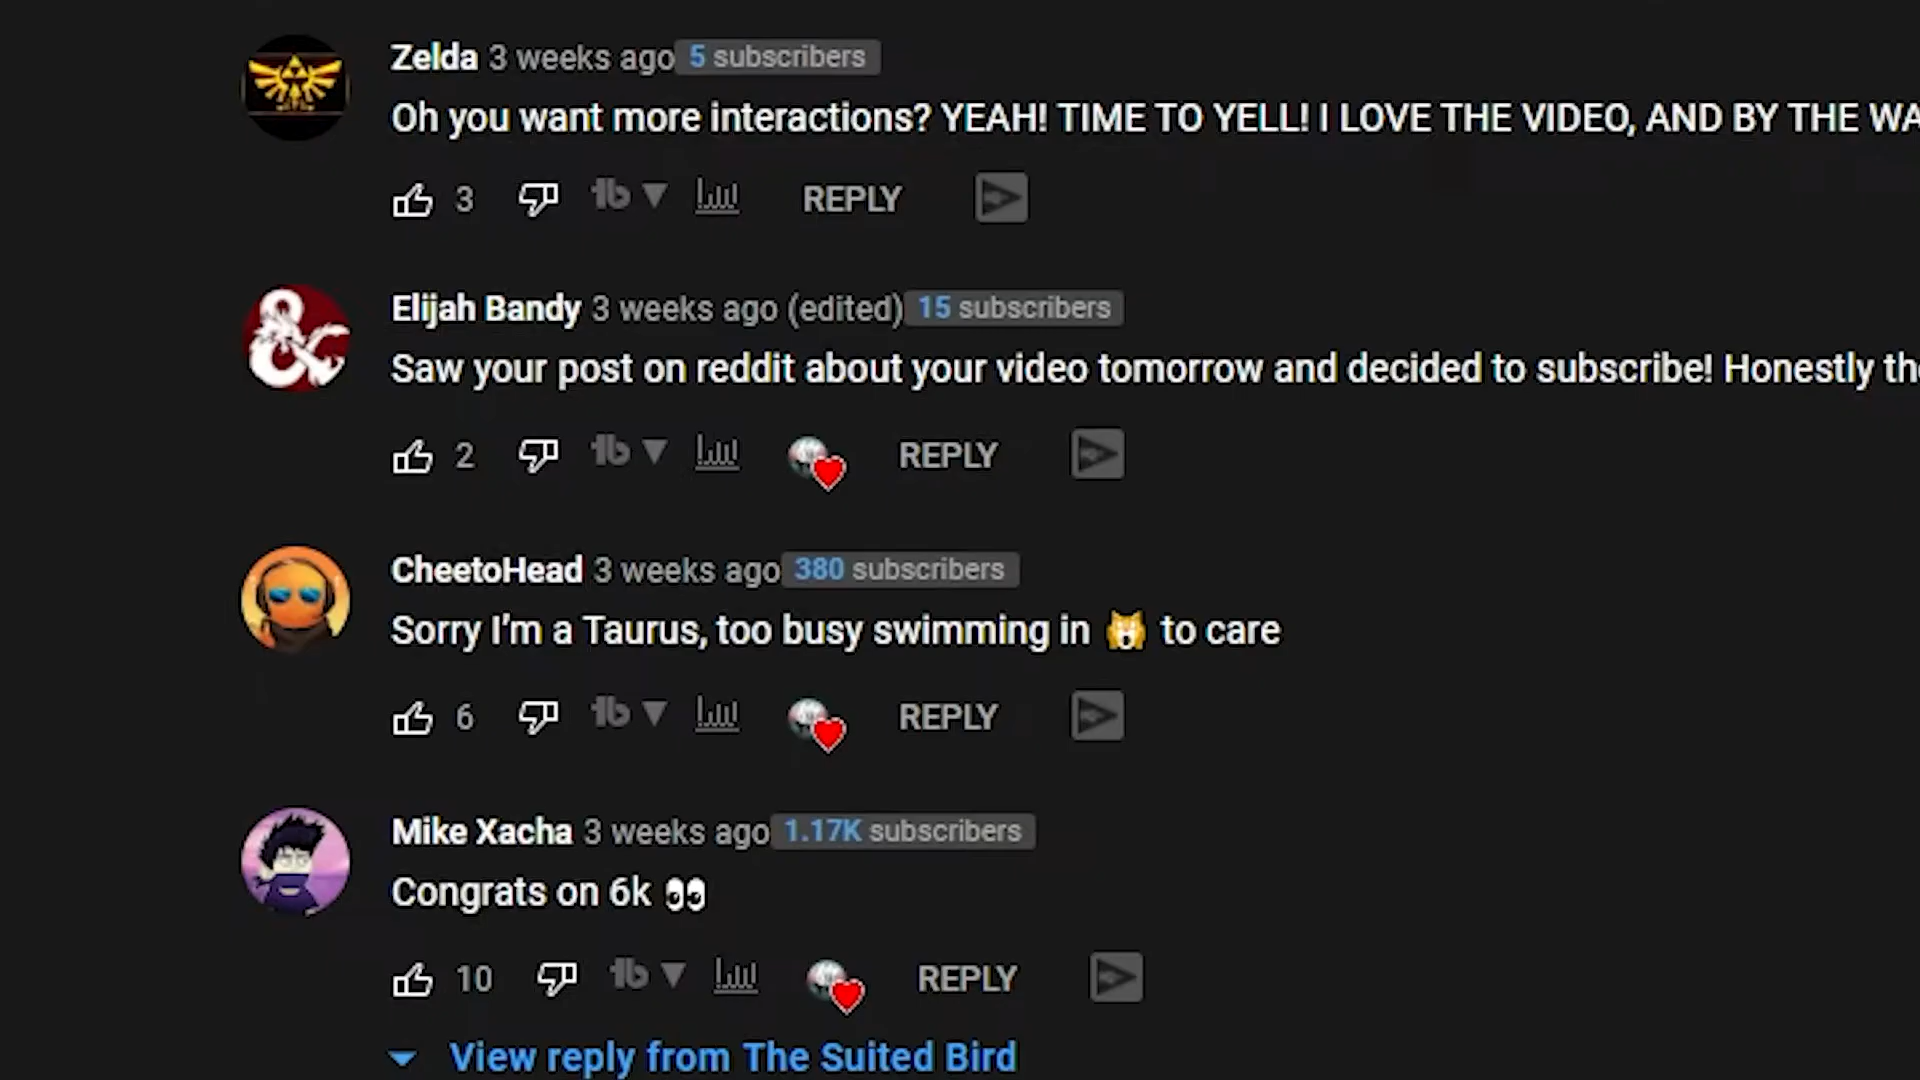 Zelda 3 weeks ago 5 subscribers
Oh you want more interactions? YEAH! TIME TO YELL! I LOVE THE VIDEO, AND BY THE WA
3 REPLY
Elijah Bandy 3 weeks ago (edited) 15 subscribers
Saw your post on reddit about your video tomorrow and decided to subscribe! Honestly th
2 REPLY
CheetoHead 3 weeks ago 380 subscribers
Sorry I'm a Taurus, too busy swimming in 🙀 to care
6 REPLY
Mike Xacha 3 weeks ago 1.17K subscribers
Congrats on 6k 👀
10 REPLY
View reply from The Suited Bird